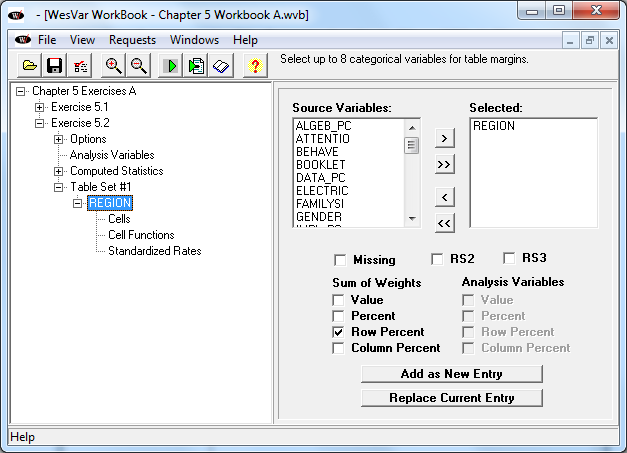 - [WesVar WorkBook - Chapter 5 Workbook A.wvb]
File View Requests Windows Help
Select up to 8 categorical variables for table margins.
Chapter 5 Exercises A
Exercise 5.1
Exercise 5.2
Options
Analysis Variables
Computed Statistics
Table Set #1
REGION
Cells
Cell Functions
Standardized Rates
Source Variables:
ALGEB_PC
ATTENTIO
BEHAVE
BOOKLET
DATA_PC
ELECTRIC
FAMILYSI
GENDER
>
>>
<
<<
Selected:
REGION
Missing RS2 RS3
Sum of Weights
Value
Percent
Row Percent
Column Percent
Analysis Variables
Value
Percent
Row Percent
Column Percent
Add as New Entry
Replace Current Entry
Help